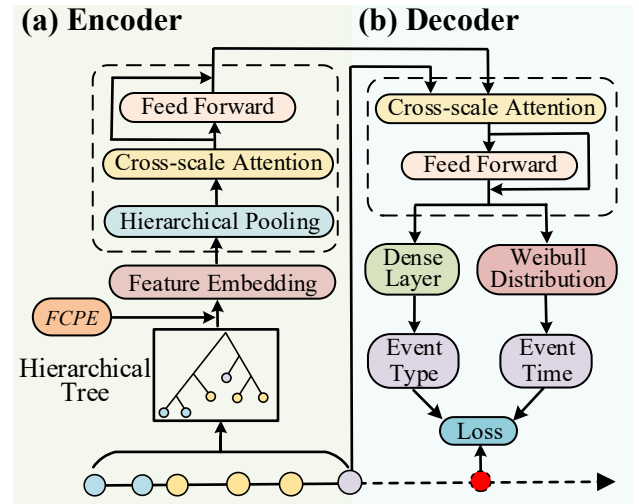 (a) Encoder
Feed Forward
Cross-scale Attention
Hierarchical Pooling
Feature Embedding
FCPE
Hierarchical
Tree
(b) Decoder
Cross-scale Attention
Feed Forward
Dense
Layer
Weibull
Distribution
Event
Type
Event
Time
Loss